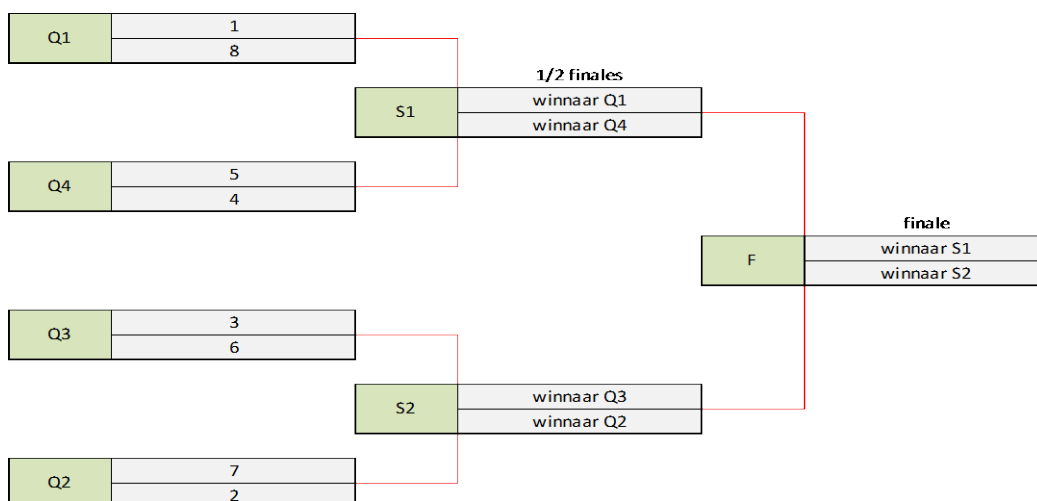 Q1
1
8
1/2 finales
S1
winnaar Q1
winnaar Q4
Q4
5
4
finale
F
winnaar S1
winnaar S2
Q3
3
6
S2
winnaar Q3
winnaar Q2
Q2
7
2